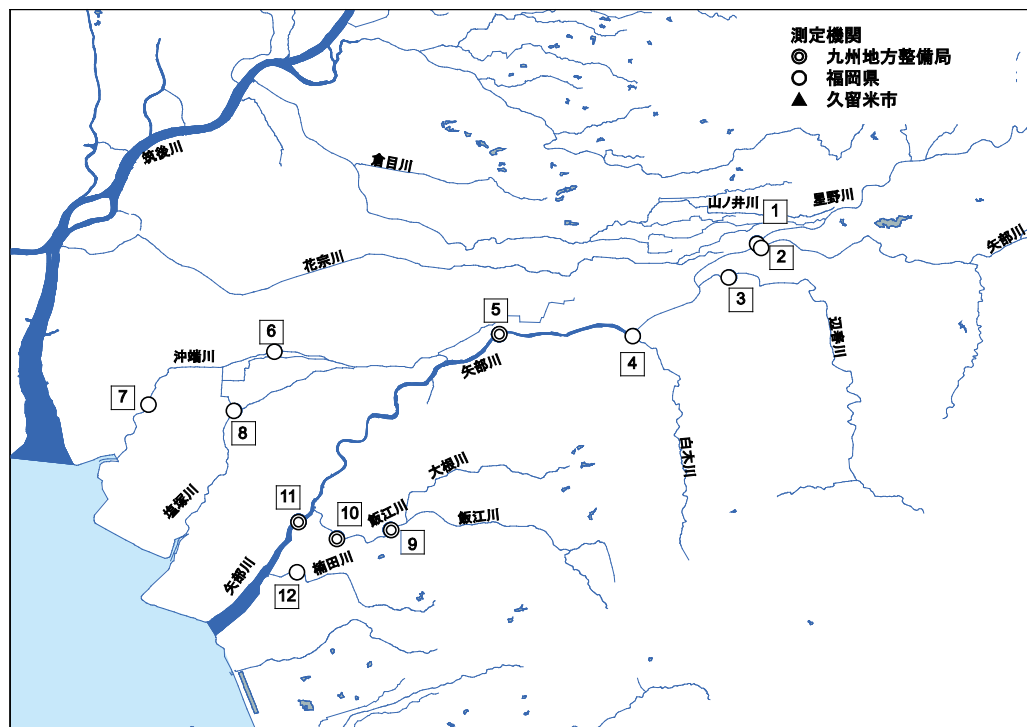 測定機関
九州地方整備局
福岡県
久留米市
筑後川
倉目川
山ノ井川
1
星野川
矢部川
2
花宗川
3
辺春川
5
6
沖端川
矢部川
4
7
8
白木川
大根川
塩塚川
11
10
飯江川
飯江川
9
矢部川
楠田川
12